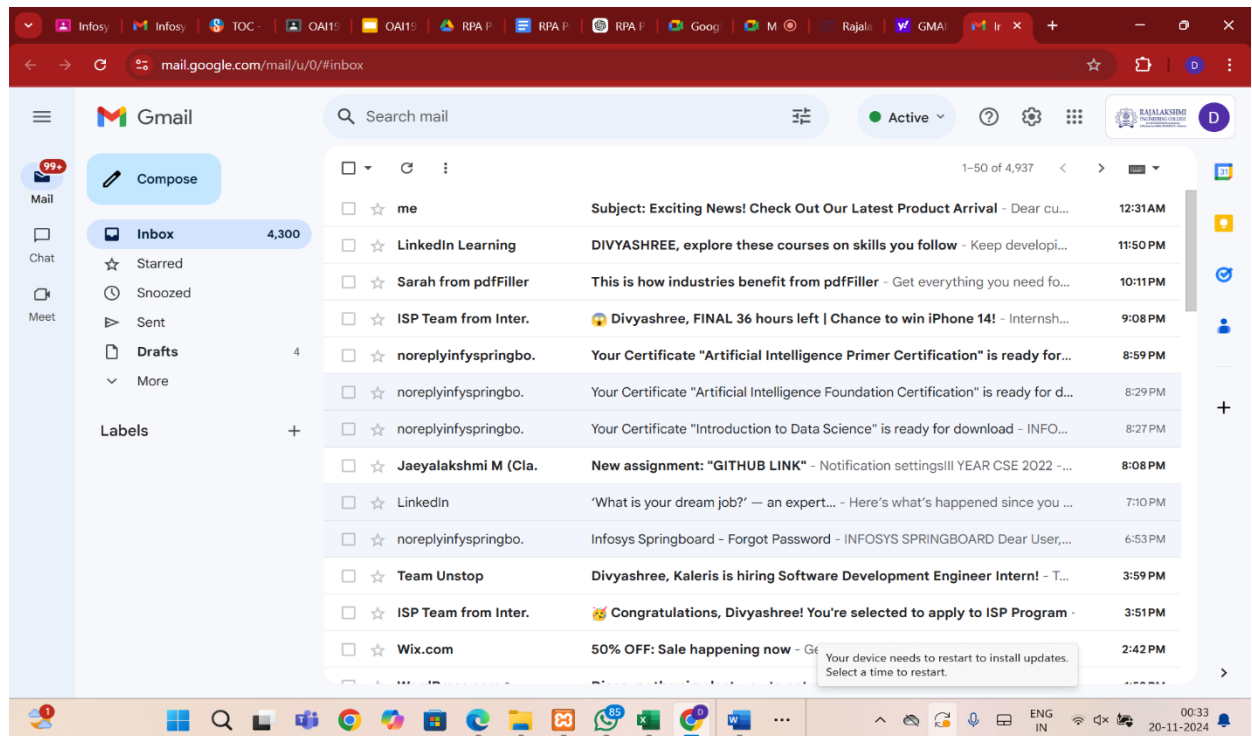 Infosy Infosy TOC - OAI19 OAI19 RPA P RPA P RPA P Goog M Rajala GMAI Ir
mail.google.com/mail/u/0/#inbox
Gmail
Search mail
Active
RAJALAKSHMI
ENGINEERING COLLEGE
D
99+
Mail
Chat
Meet
Compose
Inbox 4,300
Starred
Snoozed
Sent
Drafts 4
More
Labels
1–50 of 4,937
me Subject: Exciting News! Check Out Our Latest Product Arrival - Dear cu... 12:31 AM
LinkedIn Learning DIVYASHREE, explore these courses on skills you follow - Keep developi... 11:50 PM
Sarah from pdfFiller This is how industries benefit from pdfFiller - Get everything you need fo... 10:11 PM
ISP Team from Inter. 😱 Divyashree, FINAL 36 hours left | Chance to win iPhone 14! - Internsh... 9:08 PM
noreplyinfyspringbo. Your Certificate "Artificial Intelligence Primer Certification" is ready for... 8:59 PM
noreplyinfyspringbo. Your Certificate "Artificial Intelligence Foundation Certification" is ready for d... 8:29 PM
noreplyinfyspringbo. Your Certificate "Introduction to Data Science" is ready for download - INFO... 8:27 PM
Jaeyalakshmi M (Cla. New assignment: "GITHUB LINK" - Notification settingsIII YEAR CSE 2022 -... 8:08 PM
LinkedIn ‘What is your dream job?’ — an expert... - Here’s what’s happened since you ... 7:10 PM
noreplyinfyspringbo. Infosys Springboard - Forgot Password - INFOSYS SPRINGBOARD Dear User,... 6:53 PM
Team Unstop Divyashree, Kaleris is hiring Software Development Engineer Intern! - T... 3:59 PM
ISP Team from Inter. 🥳 Congratulations, Divyashree! You're selected to apply to ISP Program - 3:51 PM
Wix.com 50% OFF: Sale happening now - Ge 2:42 PM
Your device needs to restart to install updates.
Select a time to restart.
31
1
85
ENG
IN
00:33
20-11-2024